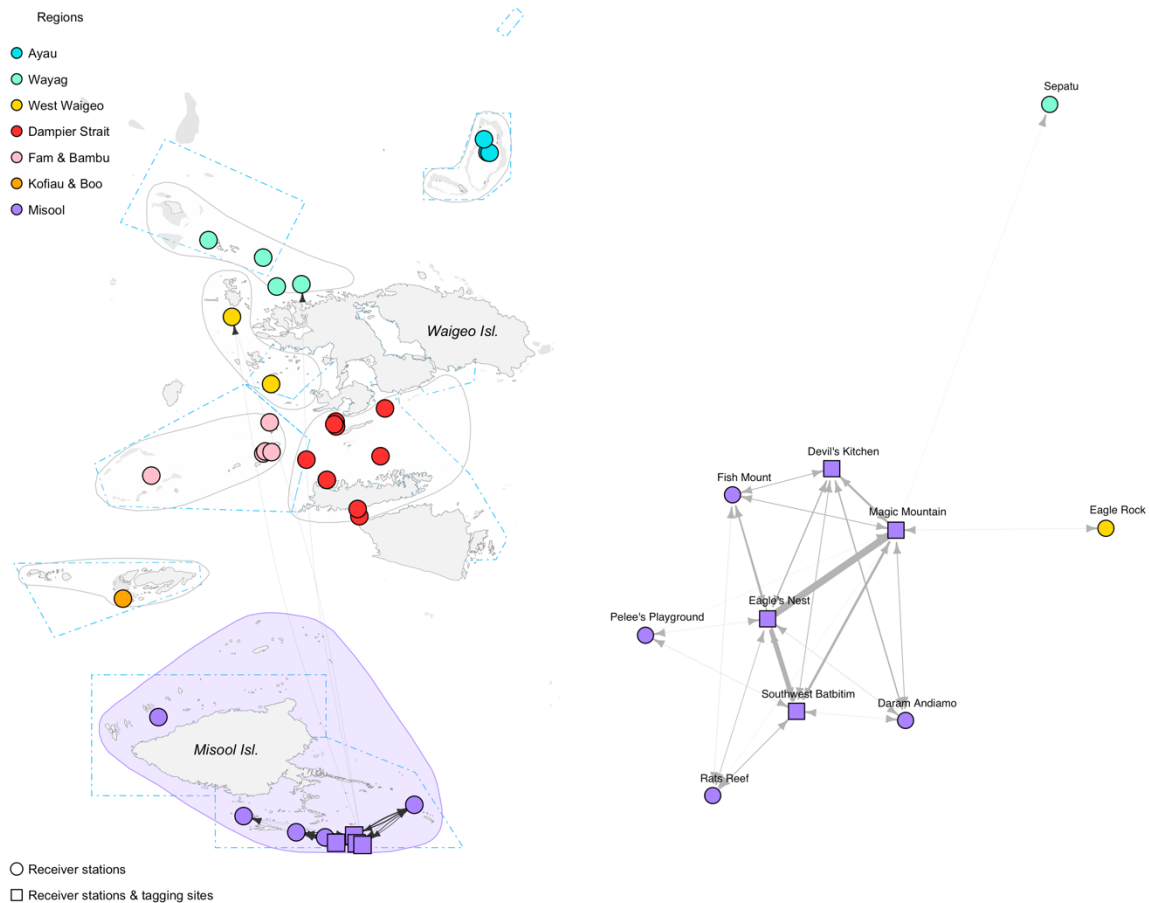 Regions
Ayau
Wayag
West Waigeo
Dampier Strait
Fam & Bambu
Kofiau & Boo
Misool
Waigeo Isl.
Misool Isl.
Receiver stations
Receiver stations & tagging sites
Sepatu
Devil's Kitchen
Fish Mount
Magic Mountain
Eagle Rock
Eagle's Nest
Pelee's Playground
Southwest Batbitim
Daram Andiamo
Rats Reef